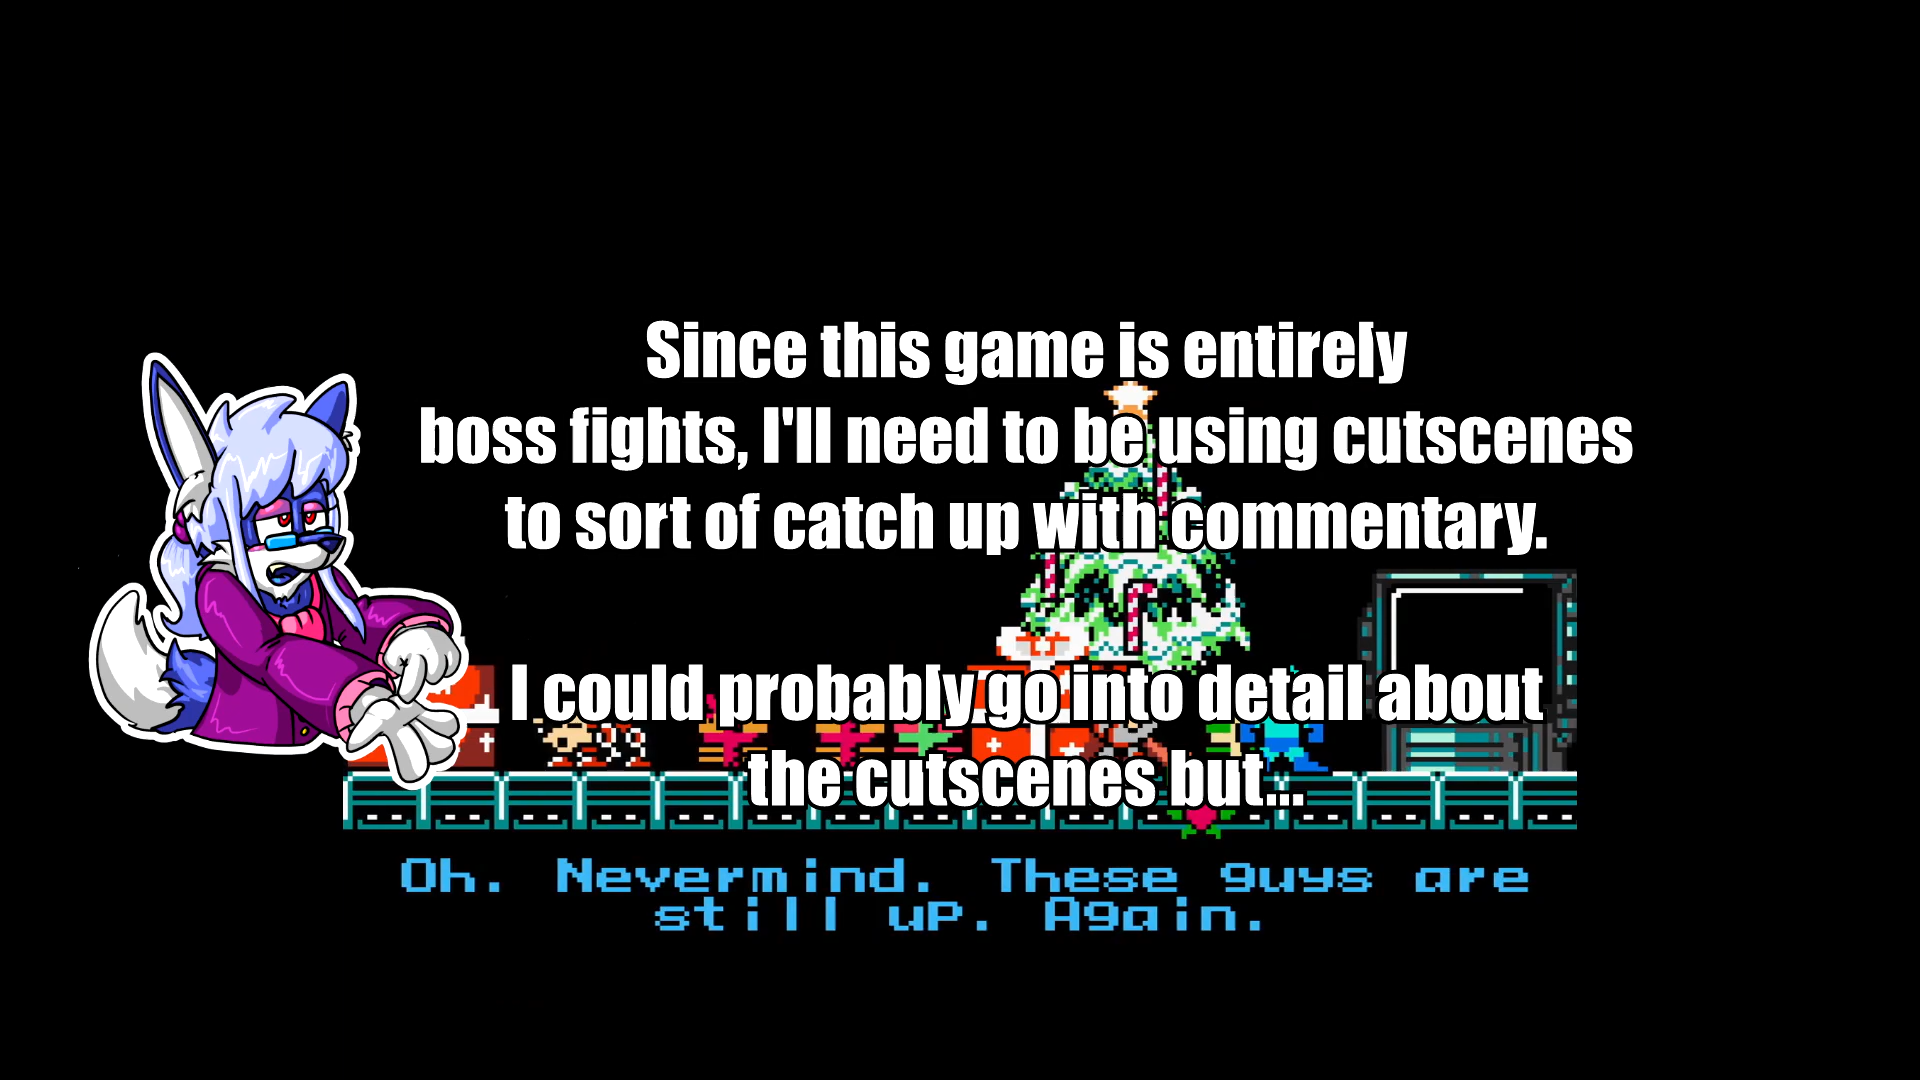 Since this game is entirely
boss fights, I'll need to be using cutscenes
to sort of catch up with commentary.
I could probably go into detail about
the cutscenes but...
Oh. Nevermind. These guys are
still up. Again.